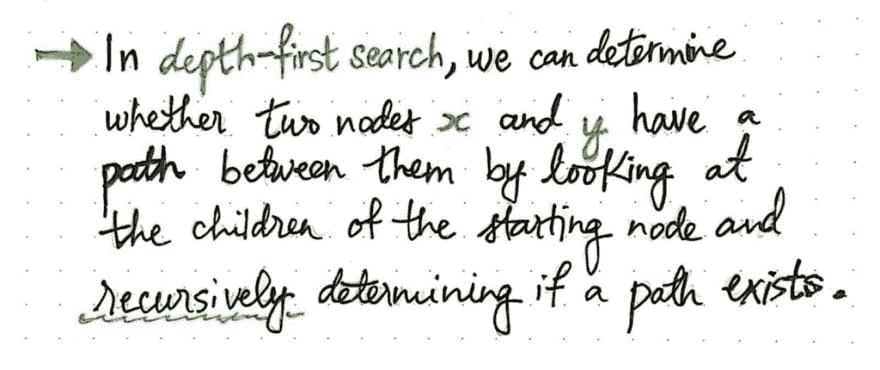 → In depth-first search, we can determine
whether two nodes x and y have a
path between them by looking at
the children of the starting node and
recursively determining if a path exists.